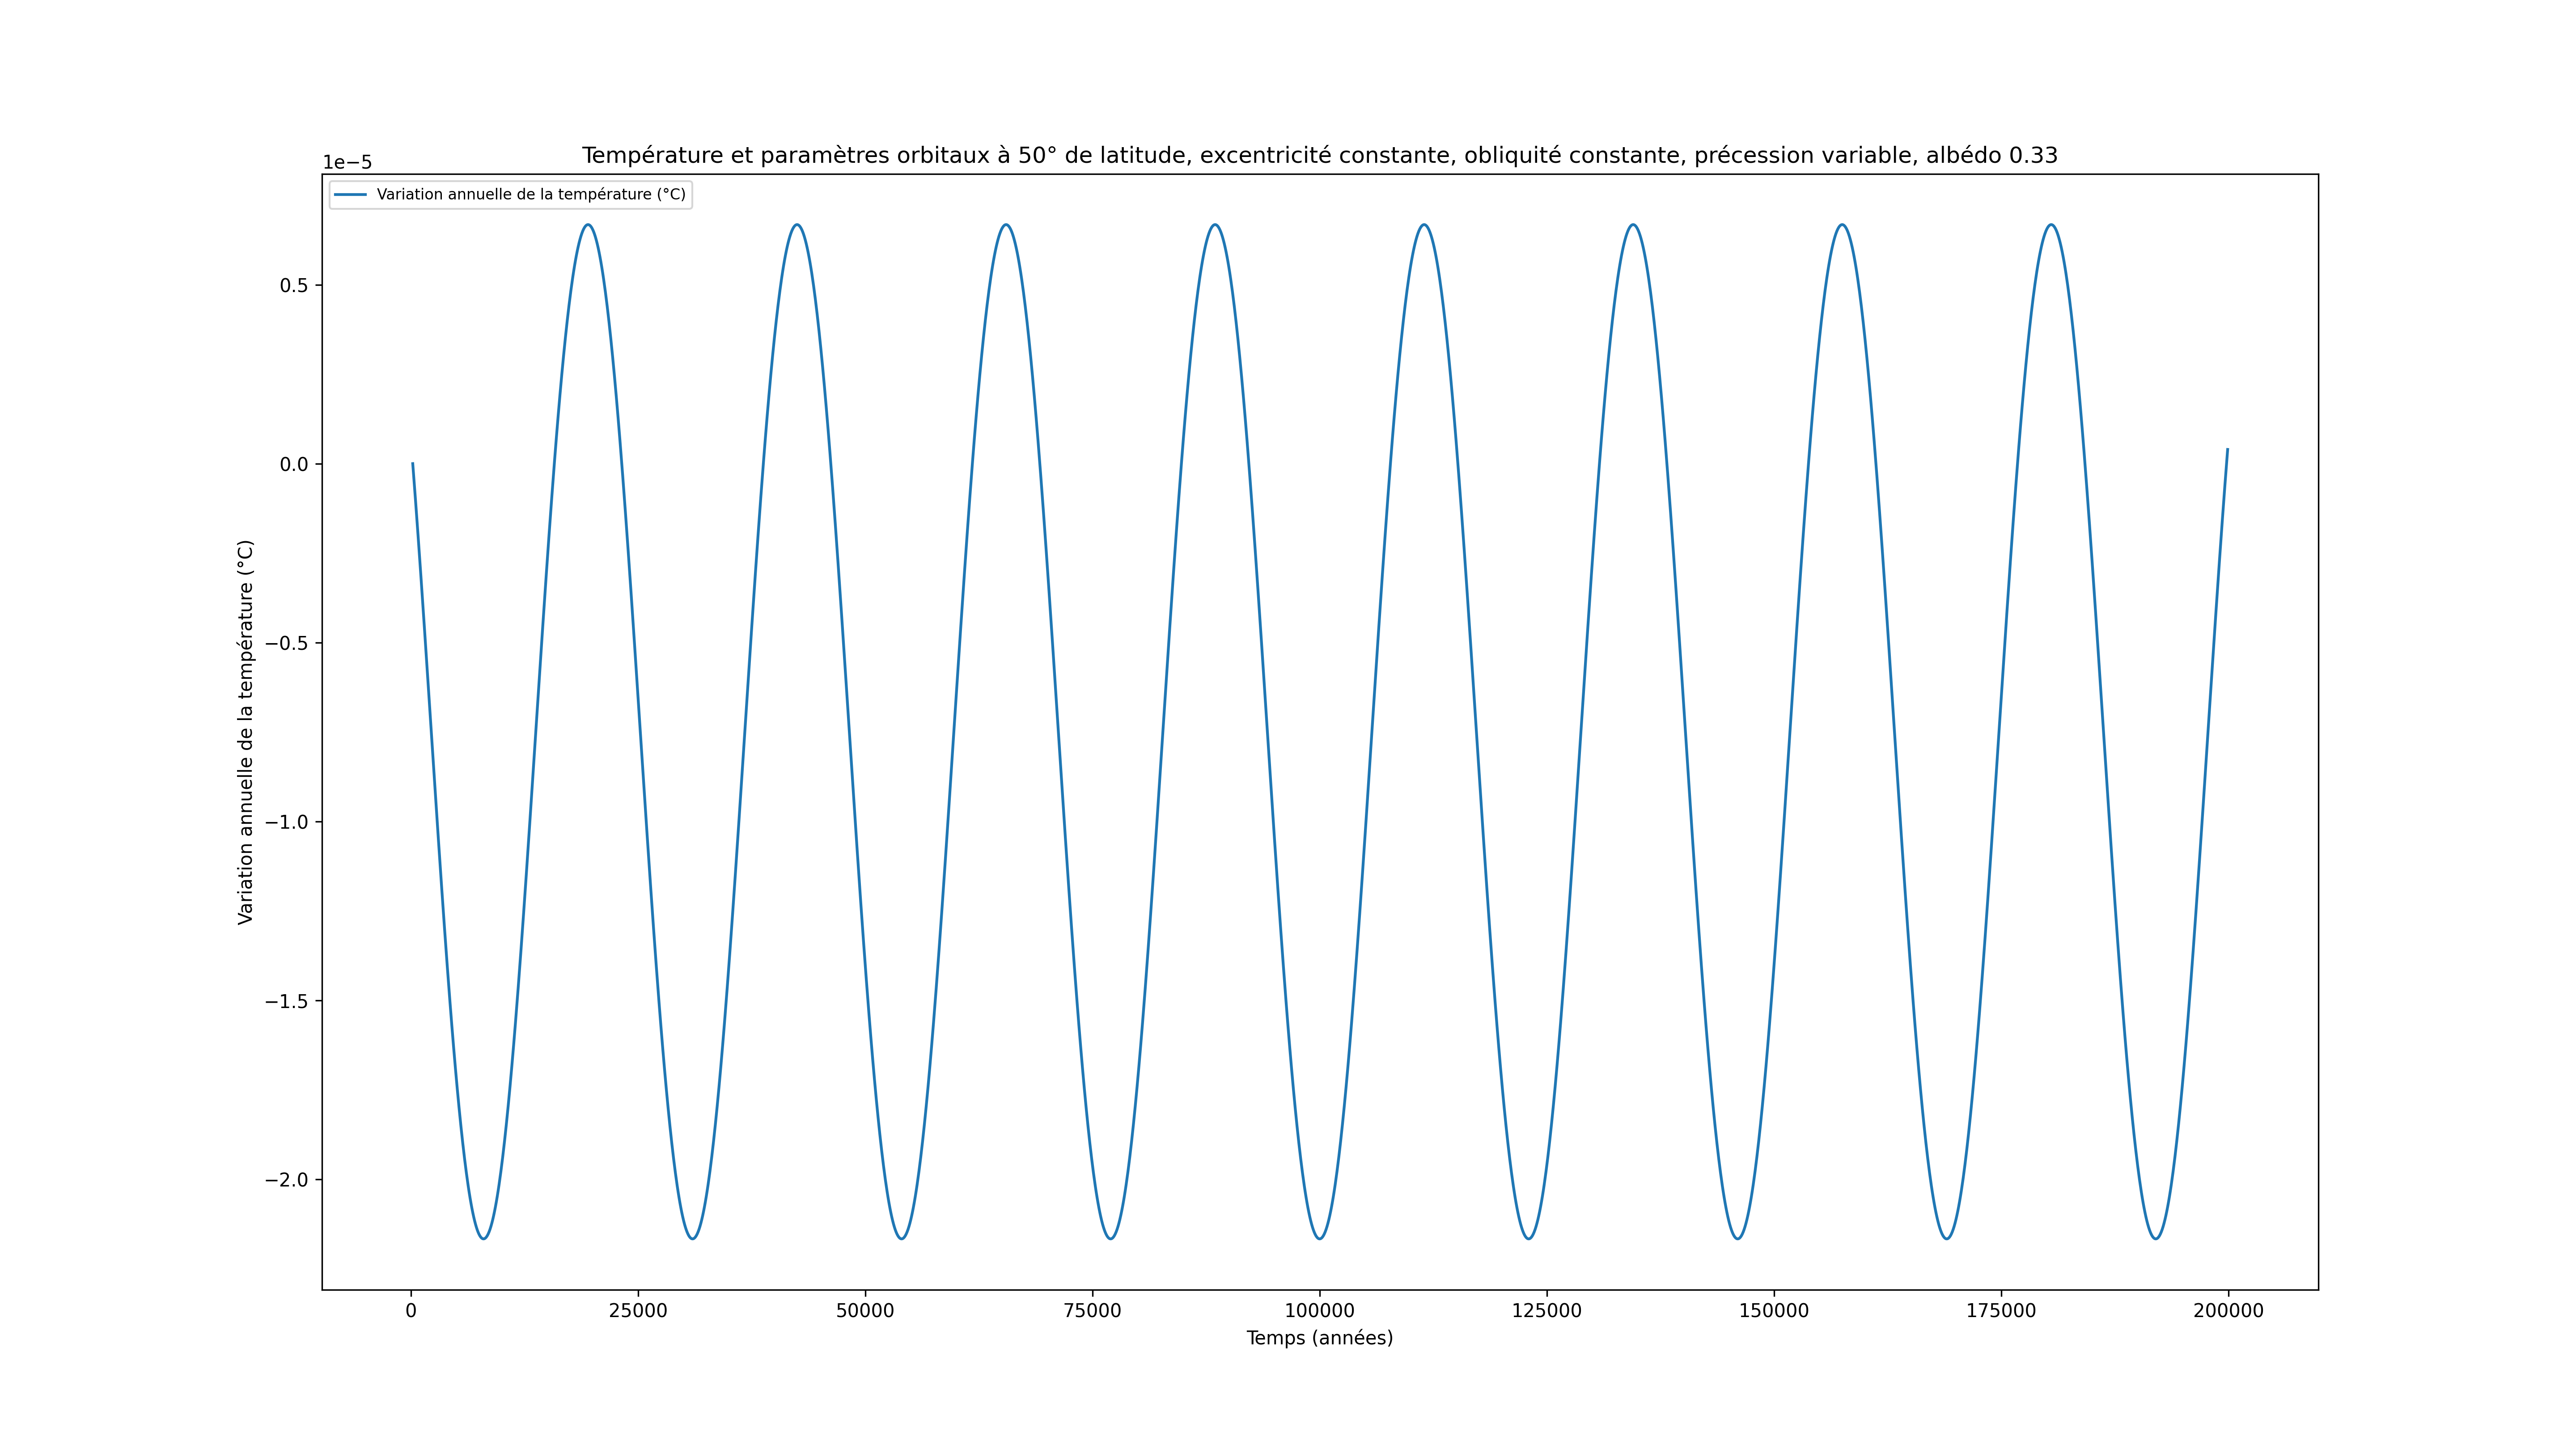 Température et paramètres orbitaux à 50° de latitude, excentricité constante, obliquité constante, précession variable, albédo 0.33
1e−5
Variation annuelle de la température (°C)
0.5
0.0
−0.5
−1.0
−1.5
−2.0
Variation annuelle de la température (°C)
0 25000 50000 75000 100000 125000 150000 175000 200000
Temps (années)